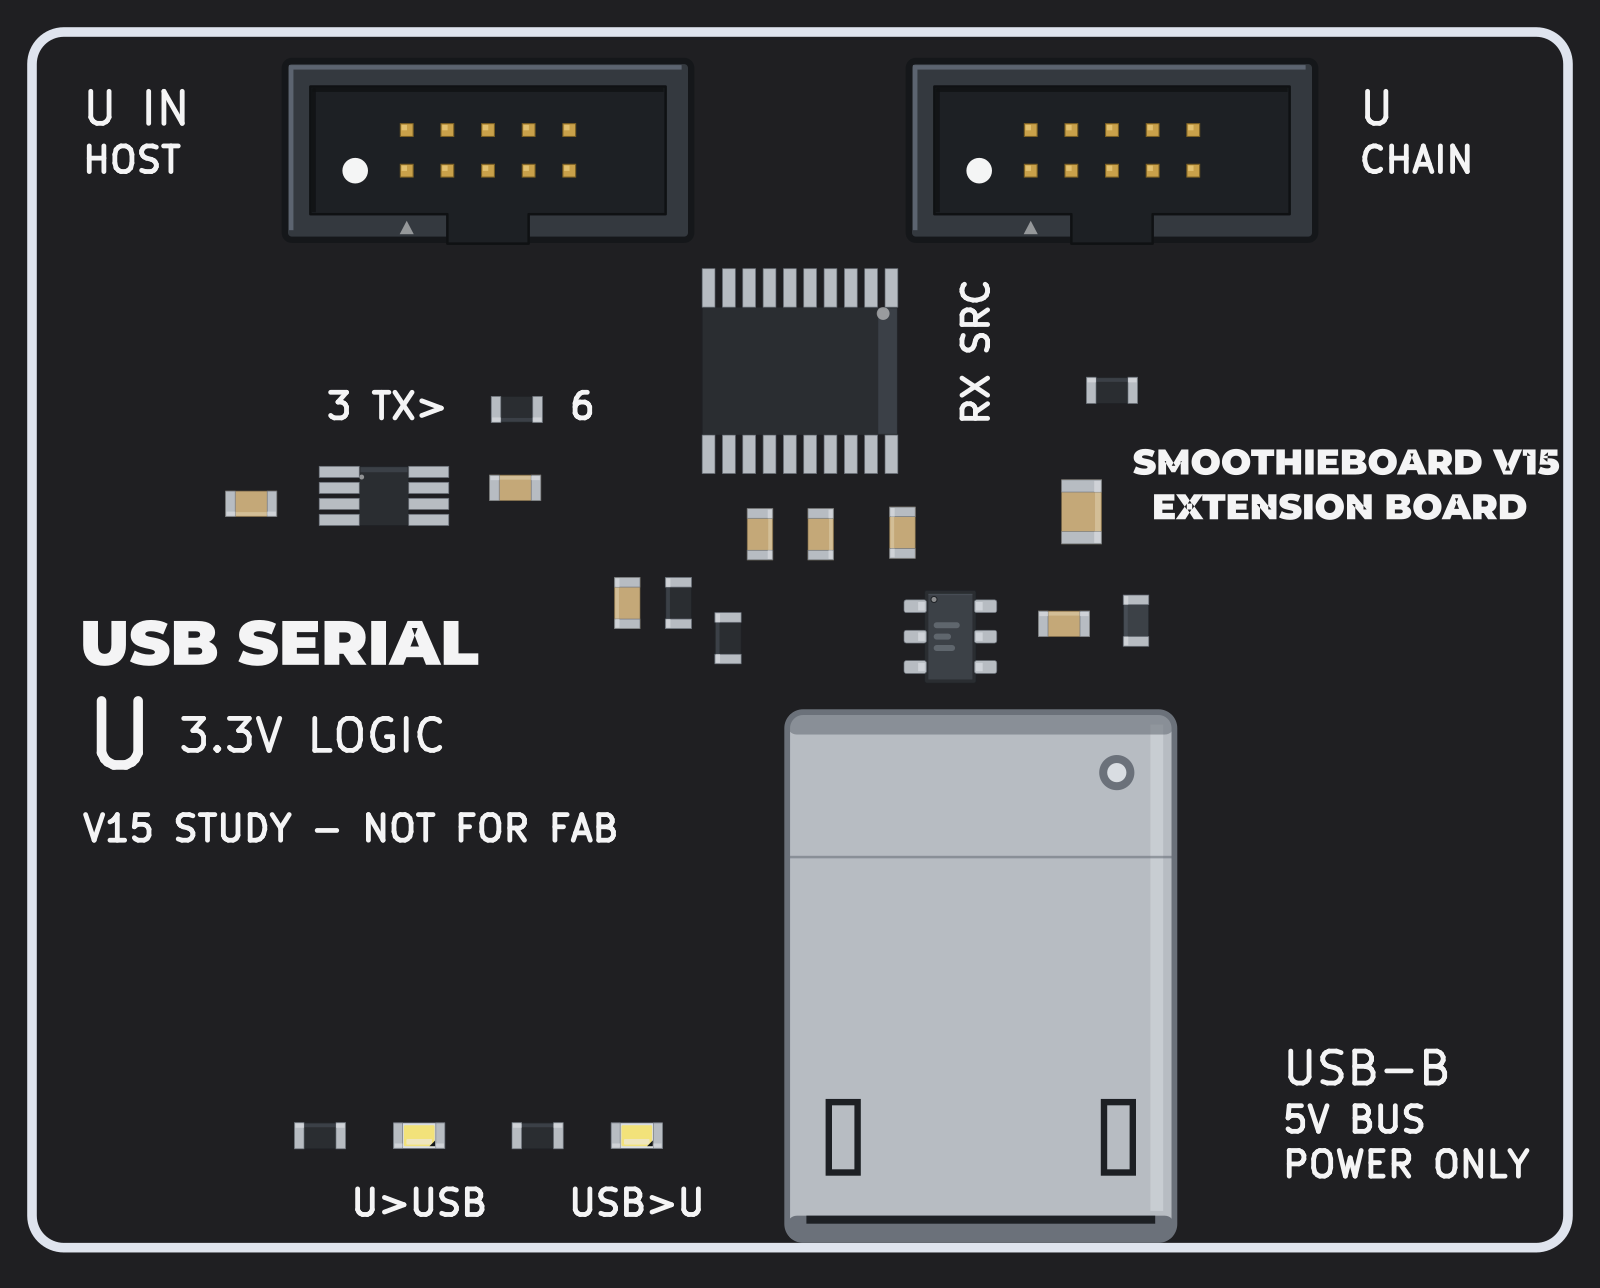 U IN
HOST
U
CHAIN
RX SRC
3 TX> 6
SMOOTHIEBOARD V15
EXTENSION BOARD
USB SERIAL
U 3.3V LOGIC
V15 STUDY - NOT FOR FAB
USB-B
5V BUS
POWER ONLY
U>USB
USB>U